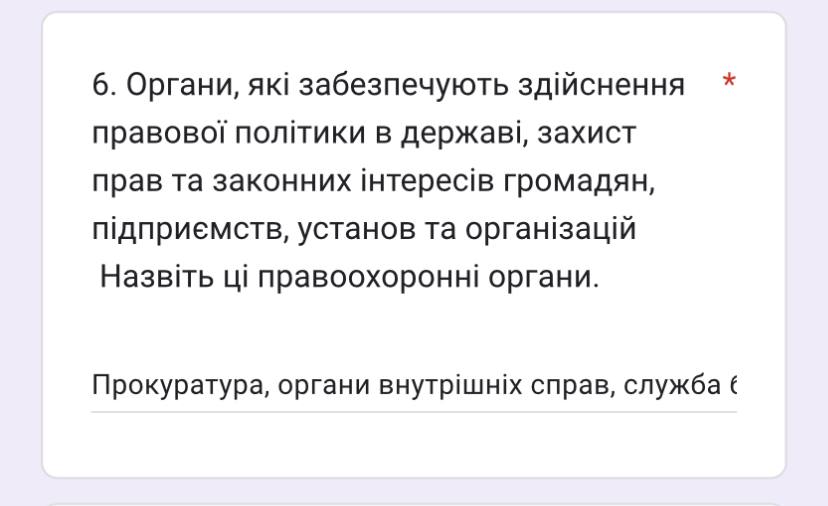 6. Органи, які забезпечують здійснення *
правової політики в державі, захист
прав та законних інтересів громадян,
підприємств, установ та організацій
Назвіть ці правоохоронні органи.
Прокуратура, органи внутрішніх справ, служба